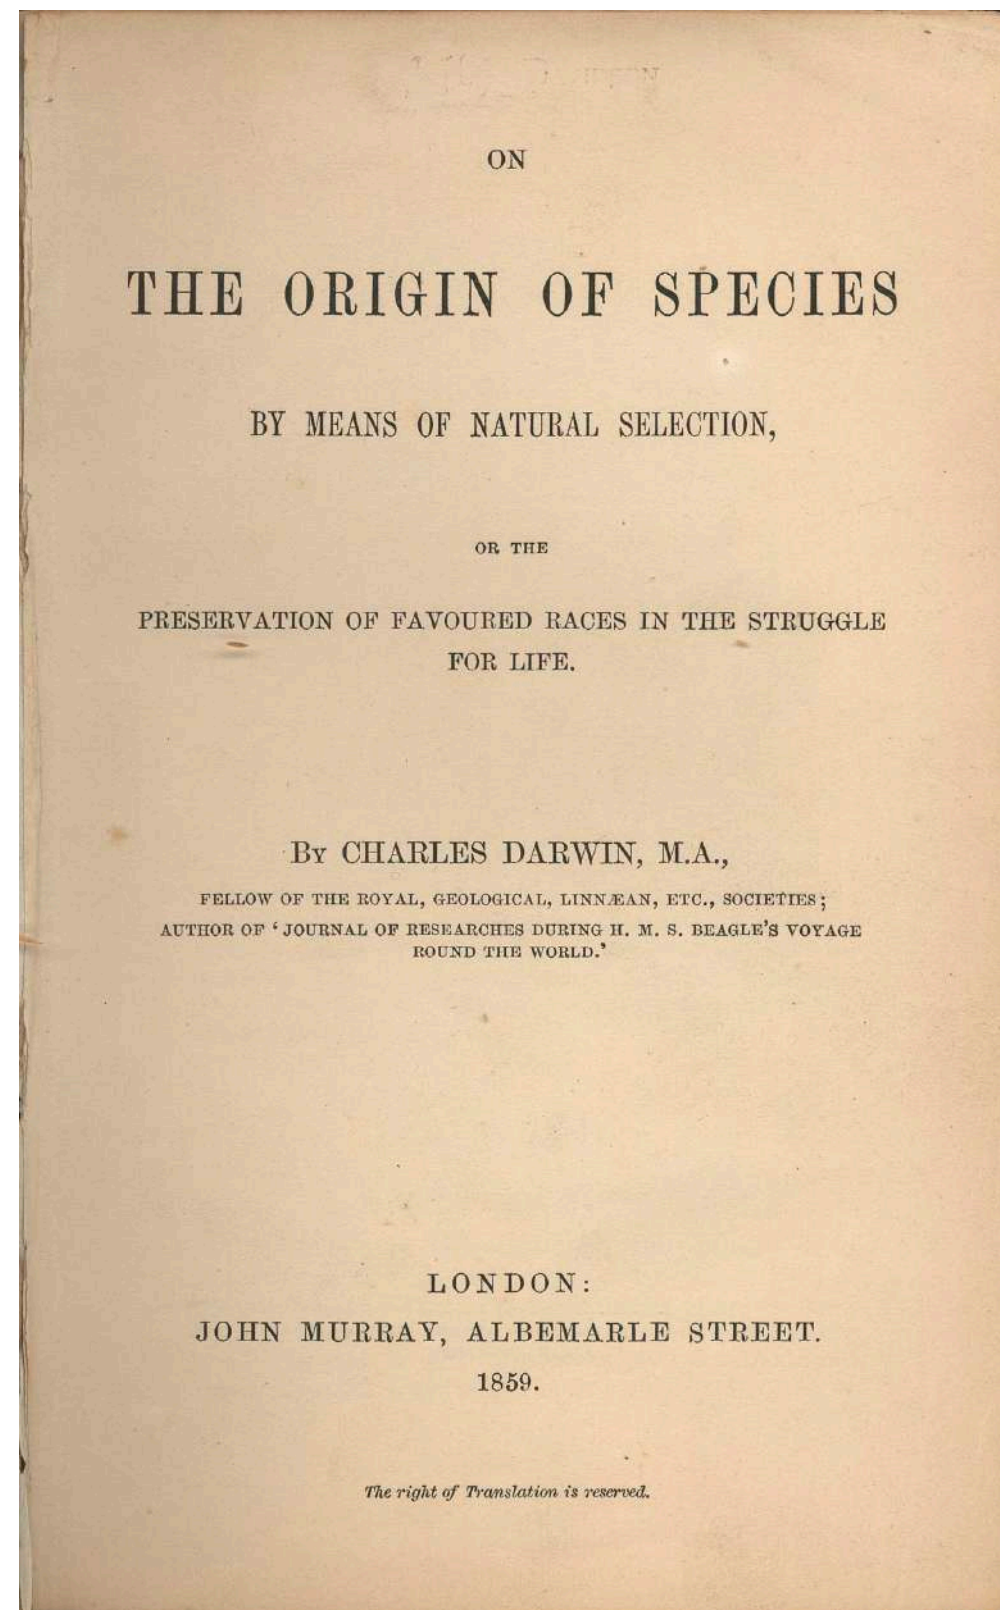 ON
THE ORIGIN OF SPECIES
BY MEANS OF NATURAL SELECTION,
OR THE
PRESERVATION OF FAVOURED RACES IN THE STRUGGLE
FOR LIFE.
By CHARLES DARWIN, M.A.,
FELLOW OF THE ROYAL, GEOLOGICAL, LINNÆAN, ETC., SOCIETIES;
AUTHOR OF ‘JOURNAL OF RESEARCHES DURING H. M. S. BEAGLE’S VOYAGE
ROUND THE WORLD.’
LONDON:
JOHN MURRAY, ALBEMARLE STREET.
1859.
The right of Translation is reserved.